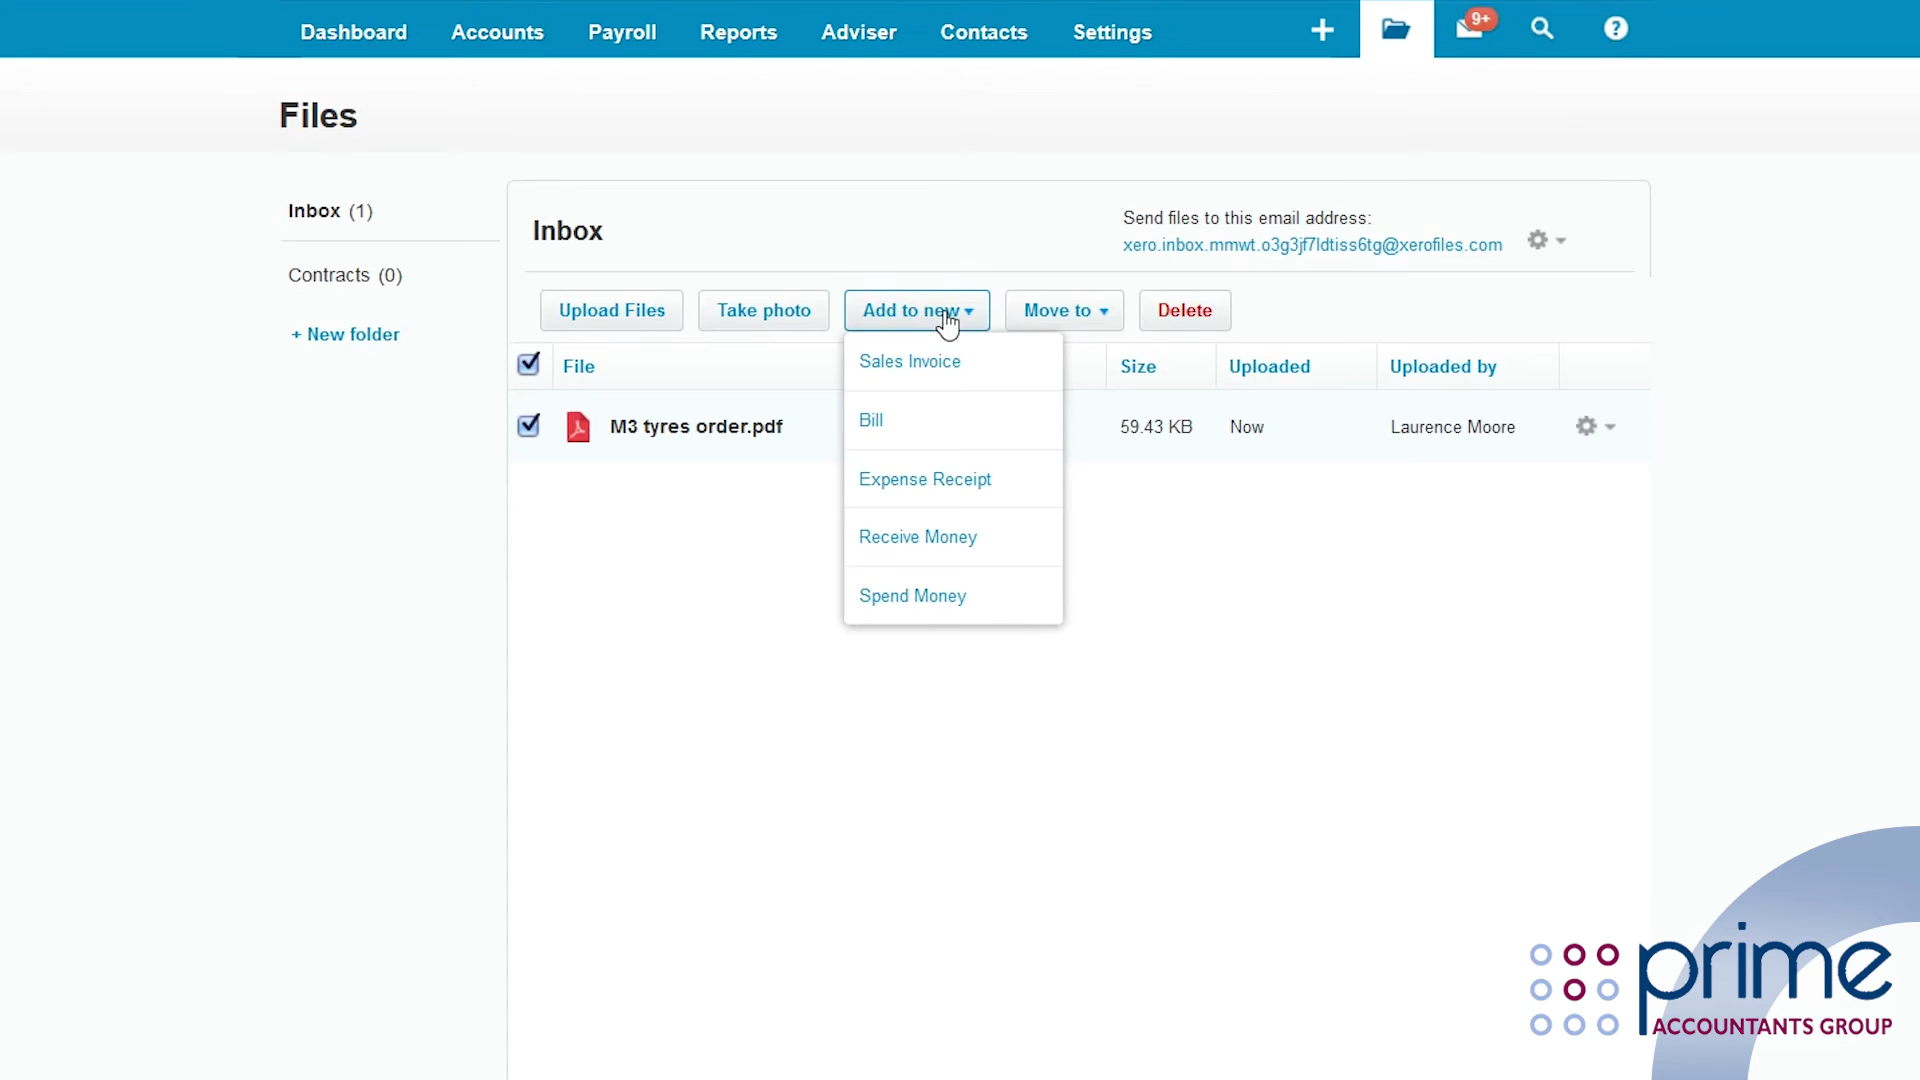 Dashboard Accounts Payroll Reports Adviser Contacts Settings 9+
Files
Inbox (1)
Contracts (0)
+ New folder
Inbox
Send files to this email address:
xero.inbox.mmwt.o3g3jf7ldtiss6tg@xerofiles.com
Upload Files Take photo Add to new Move to Delete
File Size Uploaded Uploaded by
M3 tyres order.pdf 59.43 KB Now Laurence Moore
Sales Invoice
Bill
Expense Receipt
Receive Money
Spend Money
prime
ACCOUNTANTS GROUP